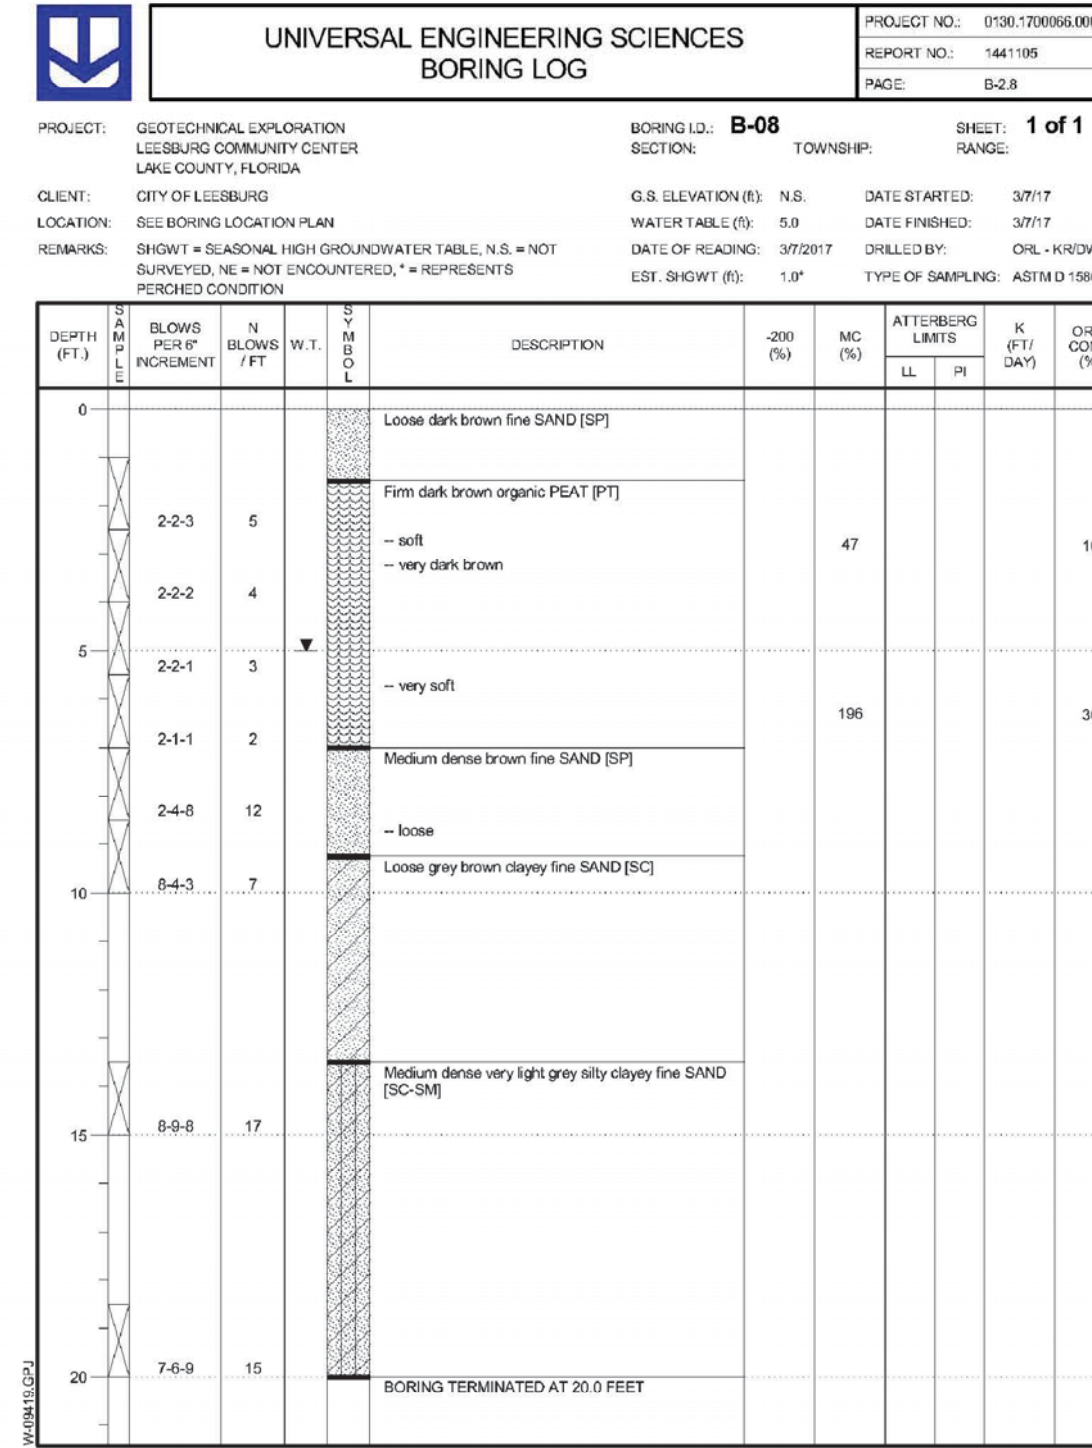 UNIVERSAL ENGINEERING SCIENCES
BORING LOG
PROJECT NO.: 0130.1700066.000
REPORT NO.: 1441105
PAGE: B-2.8
PROJECT: GEOTECHNICAL EXPLORATION
LEESBURG COMMUNITY CENTER
LAKE COUNTY, FLORIDA
BORING I.D.: B-08 SHEET: 1 of 1
SECTION: TOWNSHIP: RANGE:
CLIENT: CITY OF LEESBURG
G.S. ELEVATION (ft): N.S. DATE STARTED: 3/7/17
LOCATION: SEE BORING LOCATION PLAN
WATER TABLE (ft): 5.0 DATE FINISHED: 3/7/17
REMARKS: SHGWT = SEASONAL HIGH GROUNDWATER TABLE, N.S. = NOT
SURVEYED, NE = NOT ENCOUNTERED, * = REPRESENTS
PERCHED CONDITION
DATE OF READING: 3/7/2017 DRILLED BY: ORL - KR/DW
EST. SHGWT (ft): 1.0* TYPE OF SAMPLING: ASTM D 1586
DEPTH
(FT.)
SAMPLE
BLOWS
PER 6"
INCREMENT
N
BLOWS
/ FT
W.T.
SYMBOL
DESCRIPTION
-200
(%)
MC
(%)
ATTERBERG
LIMITS
LL PI
K
(FT/
DAY)
0
Loose dark brown fine SAND [SP]
Firm dark brown organic PEAT [PT]
2-2-3 5
-- soft
47
-- very dark brown
2-2-2 4
5
2-2-1 3
-- very soft
196
2-1-1 2
Medium dense brown fine SAND [SP]
2-4-8 12
-- loose
Loose grey brown clayey fine SAND [SC]
10 8-4-3 7
Medium dense very light grey silty clayey fine SAND
[SC-SM]
15 8-9-8 17
20 7-6-9 15
BORING TERMINATED AT 20.0 FEET
W-09419.GPJ